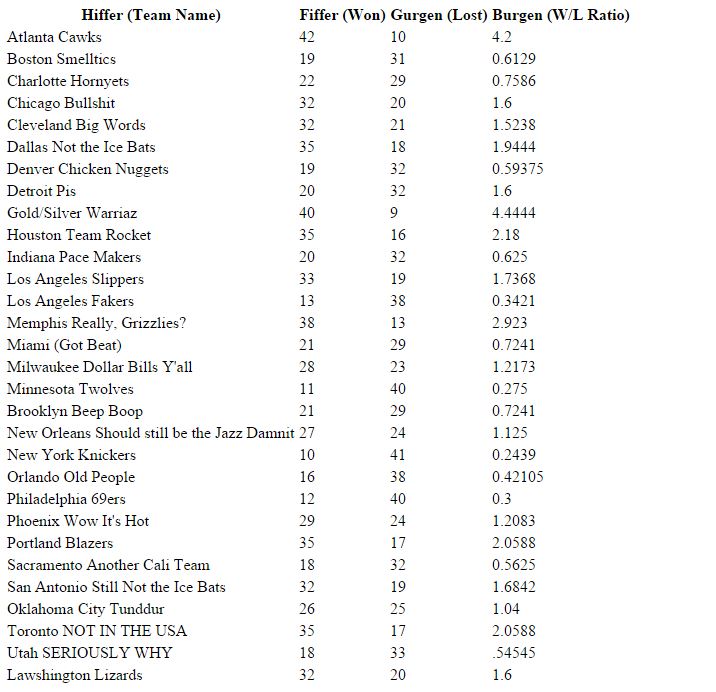 Hiffer (Team Name) Fiffer (Won) Gurgen (Lost) Burgen (W/L Ratio)
Atlanta Cawks 42 10 4.2
Boston Smelltics 19 31 0.6129
Charlotte Hornyets 22 29 0.7586
Chicago Bullshit 32 20 1.6
Cleveland Big Words 32 21 1.5238
Dallas Not the Ice Bats 35 18 1.9444
Denver Chicken Nuggets 19 32 0.59375
Detroit Pis 20 32 1.6
Gold/Silver Warriaz 40 9 4.4444
Houston Team Rocket 35 16 2.18
Indiana Pace Makers 20 32 0.625
Los Angeles Slippers 33 19 1.7368
Los Angeles Fakers 13 38 0.3421
Memphis Really, Grizzlies? 38 13 2.923
Miami (Got Beat) 21 29 0.7241
Milwaukee Dollar Bills Y'all 28 23 1.2173
Minnesota Twolves 11 40 0.275
Brooklyn Beep Boop 21 29 0.7241
New Orleans Should still be the Jazz Damnit 27 24 1.125
New York Knickers 10 41 0.2439
Orlando Old People 16 38 0.42105
Philadelphia 69ers 12 40 0.3
Phoenix Wow It's Hot 29 24 1.2083
Portland Blazers 35 17 2.0588
Sacramento Another Cali Team 18 32 0.5625
San Antonio Still Not the Ice Bats 32 19 1.6842
Oklahoma City Tunddur 26 25 1.04
Toronto NOT IN THE USA 35 17 2.0588
Utah SERIOUSLY WHY 18 33 .54545
Lawshington Lizards 32 20 1.6